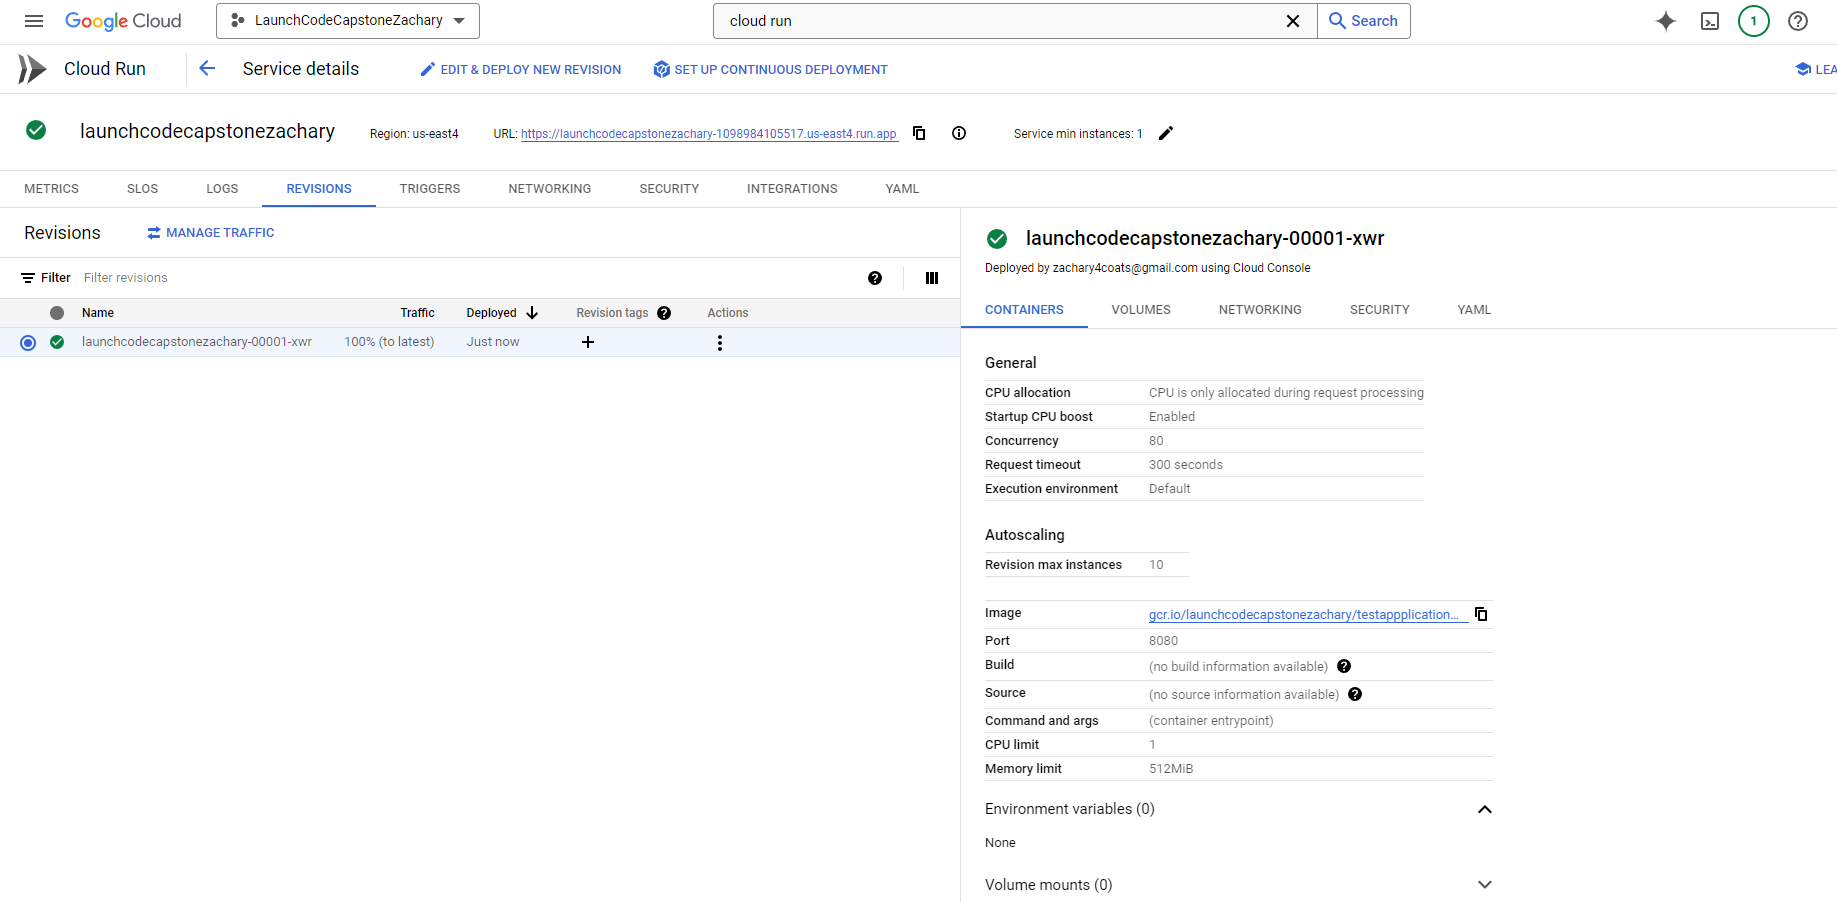 Google Cloud
LaunchCodeCapstoneZachary
cloud run
Search
1
Cloud Run
Service details
EDIT & DEPLOY NEW REVISION
SET UP CONTINUOUS DEPLOYMENT
LEA
launchcodecapstonezachary
Region: us-east4
URL: https://launchcodecapstonezachary-1098984105517.us-east4.run.app
Service min instances: 1
METRICS
SLOS
LOGS
REVISIONS
TRIGGERS
NETWORKING
SECURITY
INTEGRATIONS
YAML
Revisions
MANAGE TRAFFIC
Filter Filter revisions
Name Traffic Deployed Revision tags Actions
launchcodecapstonezachary-00001-xwr 100% (to latest) Just now
launchcodecapstonezachary-00001-xwr
Deployed by zachary4coats@gmail.com using Cloud Console
CONTAINERS
VOLUMES
NETWORKING
SECURITY
YAML
General
CPU allocation CPU is only allocated during request processing
Startup CPU boost Enabled
Concurrency 80
Request timeout 300 seconds
Execution environment Default
Autoscaling
Revision max instances 10
Image gcr.io/launchcodecapstonezachary/testappplication...
Port 8080
Build (no build information available)
Source (no source information available)
Command and args (container entrypoint)
CPU limit 1
Memory limit 512MiB
Environment variables (0)
None
Volume mounts (0)